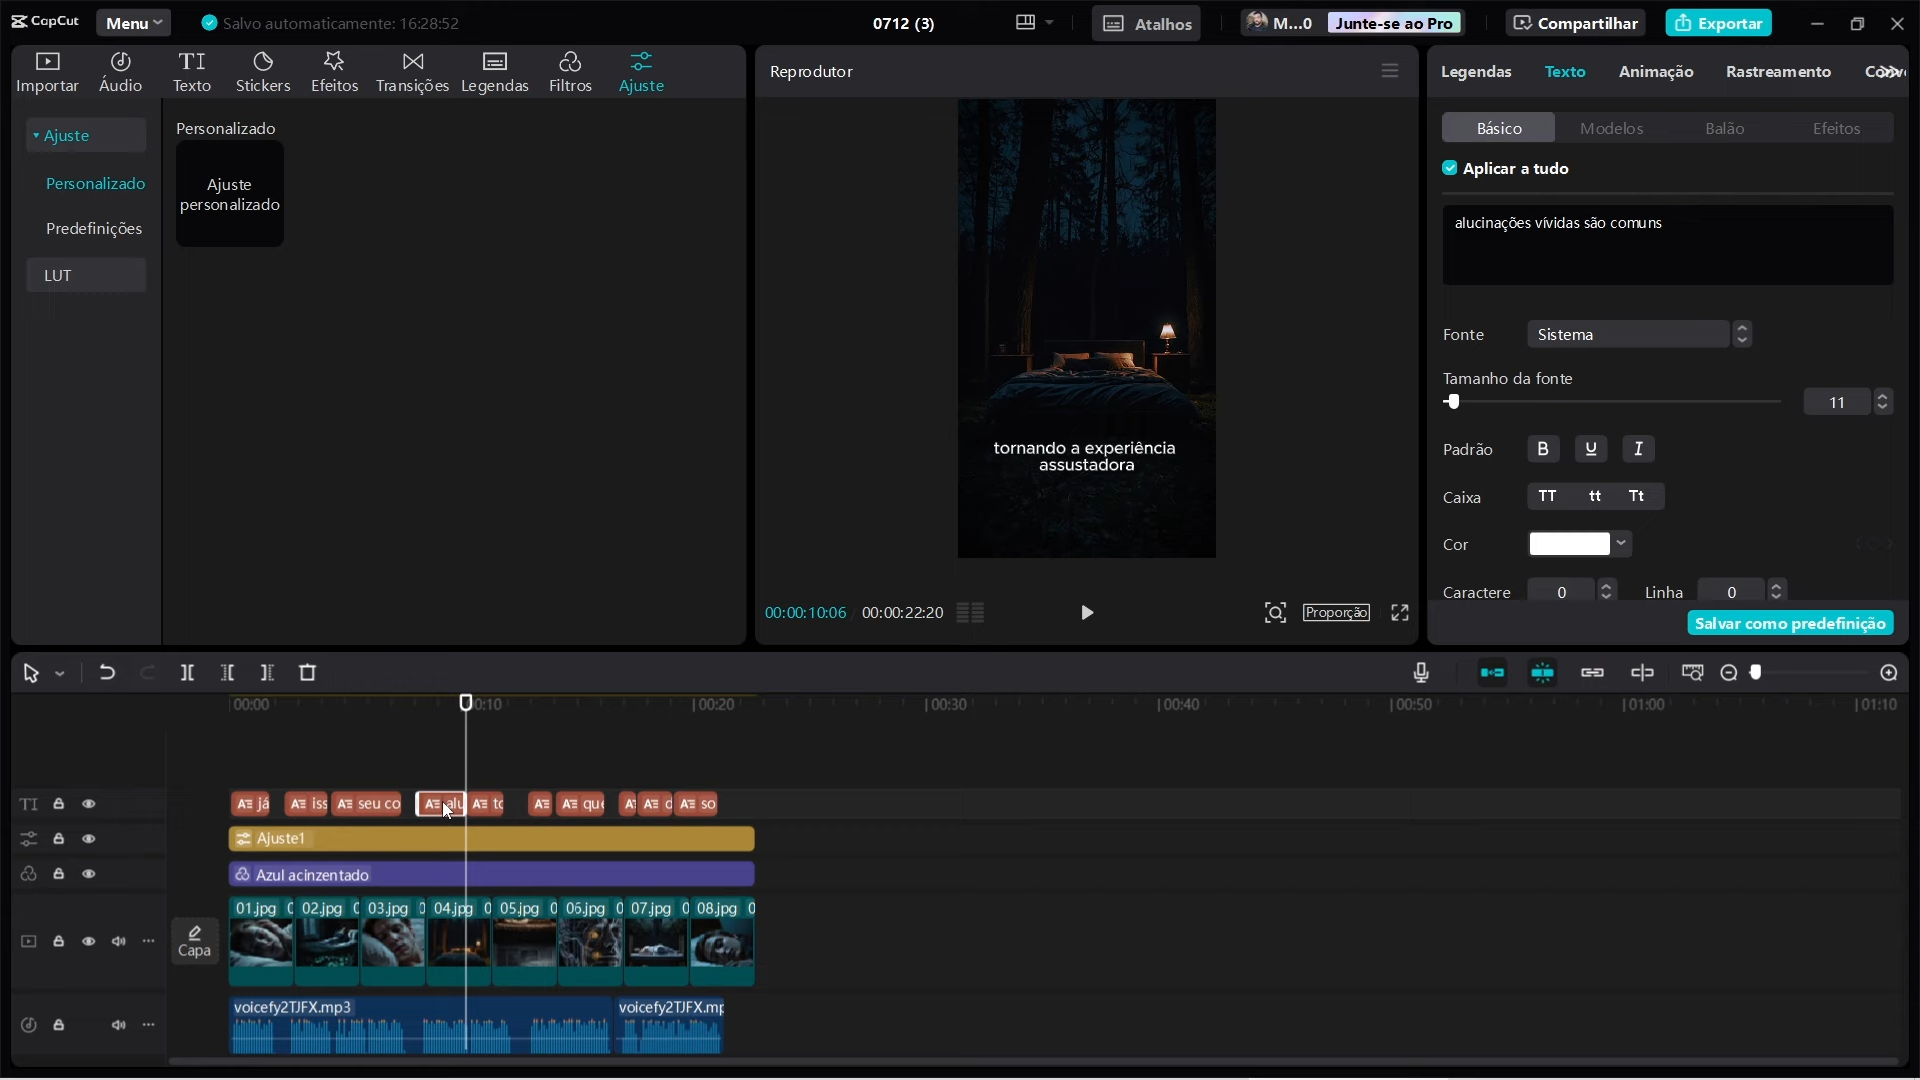 CapCut
Menu
Salvo automaticamente: 16:28:52
0712 (3)
Atalhos
M...0
Junte-se ao Pro
Compartilhar
Exportar
Importar
Áudio
Texto
Stickers
Efeitos
Transições
Legendas
Filtros
Ajuste
Ajuste
Personalizado
Predefinições
LUT
Personalizado
Ajuste
personalizado
Reprodutor
tornando a experiência
assustadora
00:00:10:06
00:00:22:20
Proporção
Legendas
Texto
Animação
Rastreamento
Básico
Modelos
Balão
Efeitos
Aplicar a tudo
alucinações vívidas são comuns
Fonte
Sistema
Tamanho da fonte
11
Padrão
B U I
Caixa
TT tt Tt
Cor
Caractere
0
Linha
0
Salvar como predefinição
00:00
00:10
00:20
00:30
00:40
00:50
01:00
01:10
já
iss
seu co
alu
to
que
d
so
Ajuste1
Azul acinzentado
Capa
01.jpg
02.jpg
03.jpg
04.jpg
05.jpg
06.jpg
07.jpg
08.jpg
voicefy2TJFX.mp3
voicefy2TJFX.mp